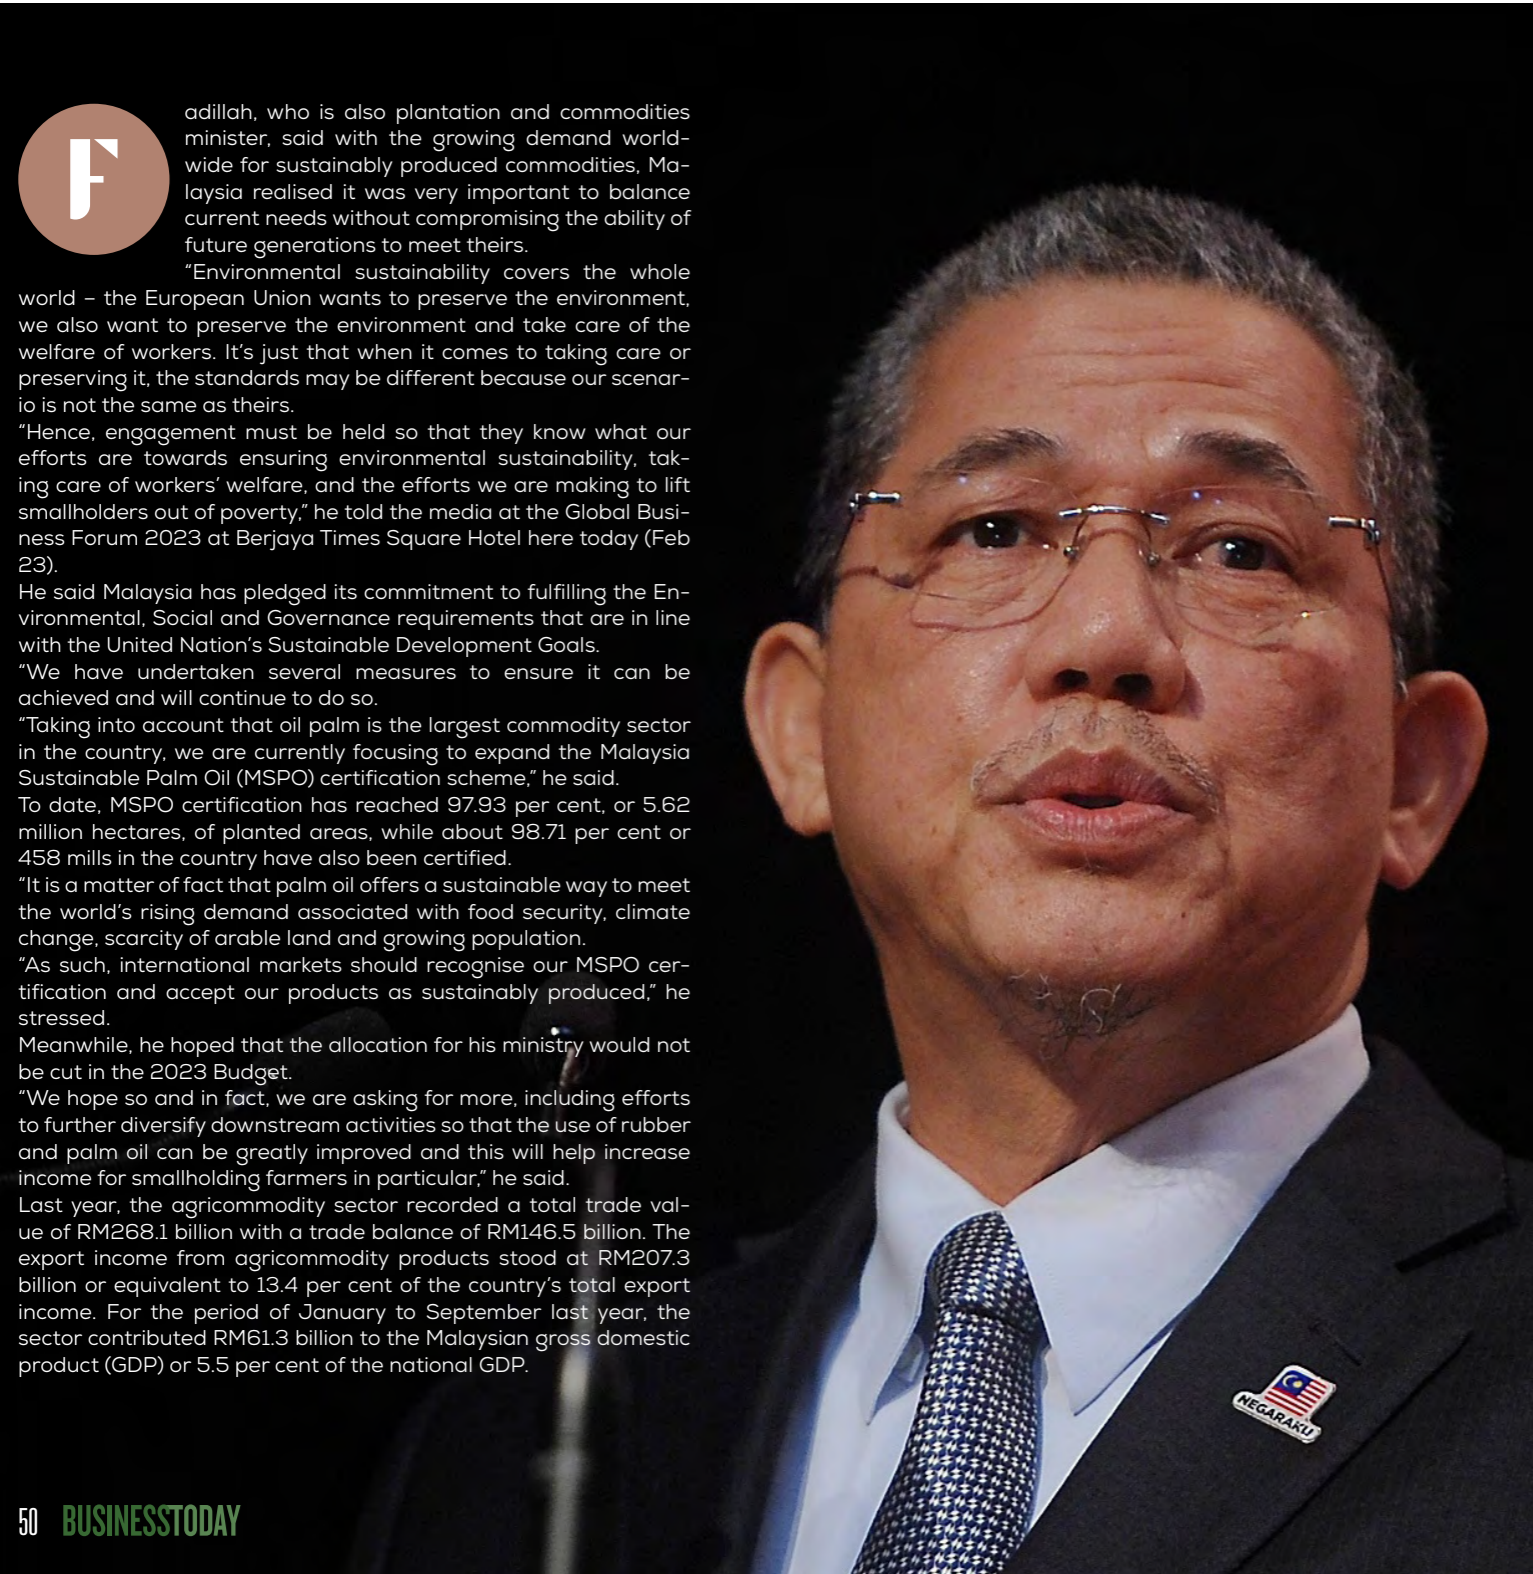 F
adillah, who is also plantation and commodities
minister, said with the growing demand world-
wide for sustainably produced commodities, Ma-
laysia realised it was very important to balance
current needs without compromising the ability of
future generations to meet theirs.
“Environmental sustainability covers the whole
world – the European Union wants to preserve the environment,
we also want to preserve the environment and take care of the
welfare of workers. It’s just that when it comes to taking care or
preserving it, the standards may be different because our scenar-
io is not the same as theirs.
“Hence, engagement must be held so that they know what our
efforts are towards ensuring environmental sustainability, tak-
ing care of workers’ welfare, and the efforts we are making to lift
smallholders out of poverty,” he told the media at the Global Busi-
ness Forum 2023 at Berjaya Times Square Hotel here today (Feb
23).
He said Malaysia has pledged its commitment to fulfilling the En-
vironmental, Social and Governance requirements that are in line
with the United Nation’s Sustainable Development Goals.
“We have undertaken several measures to ensure it can be
achieved and will continue to do so.
“Taking into account that oil palm is the largest commodity sector
in the country, we are currently focusing to expand the Malaysia
Sustainable Palm Oil (MSPO) certification scheme,” he said.
To date, MSPO certification has reached 97.93 per cent, or 5.62
million hectares, of planted areas, while about 98.71 per cent or
458 mills in the country have also been certified.
“It is a matter of fact that palm oil offers a sustainable way to meet
the world’s rising demand associated with food security, climate
change, scarcity of arable land and growing population.
“As such, international markets should recognise our MSPO cer-
tification and accept our products as sustainably produced,” he
stressed.
Meanwhile, he hoped that the allocation for his ministry would not
be cut in the 2023 Budget.
“We hope so and in fact, we are asking for more, including efforts
to further diversify downstream activities so that the use of rubber
and palm oil can be greatly improved and this will help increase
income for smallholding farmers in particular,” he said.
Last year, the agricommodity sector recorded a total trade val-
ue of RM268.1 billion with a trade balance of RM146.5 billion. The
export income from agricommodity products stood at RM207.3
billion or equivalent to 13.4 per cent of the country’s total export
income. For the period of January to September last year, the
sector contributed RM61.3 billion to the Malaysian gross domestic
product (GDP) or 5.5 per cent of the national GDP.
NEGARAKU
50 BUSINESSTODAY